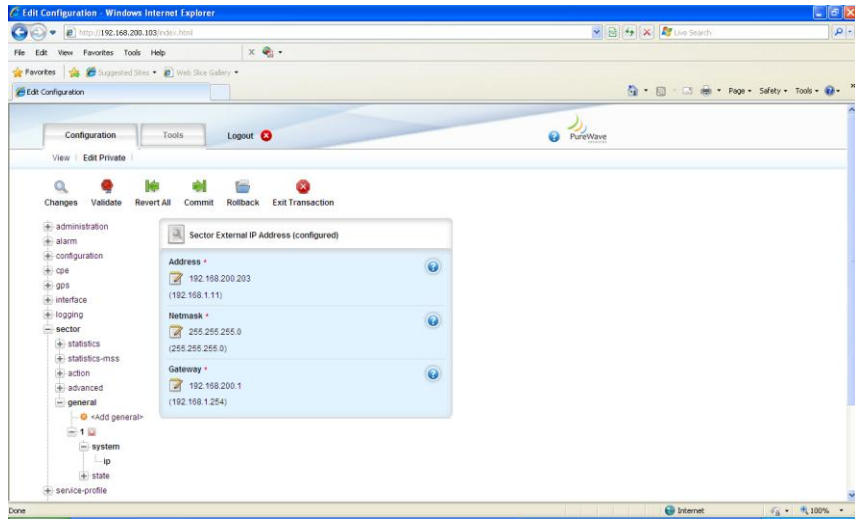 Edit Configuration - Windows Internet Explorer
http://192.168.200.103/index.html
Live Search
File Edit View Favorites Tools Help
Favorites Suggested Sites Web Slice Gallery
Edit Configuration
Page Safety Tools
Configuration Tools Logout
PureWave
View | Edit Private |
Changes Validate Revert All Commit Rollback Exit Transaction
administration
alarm
configuration
cpe
gps
interface
logging
sector
statistics
statistics-mss
action
advanced
general
<Add general>
1
system
ip
state
service-profile
Sector External IP Address (configured)
Address *
192.168.200.203
(192.168.1.11)
Netmask *
255.255.255.0
(255.255.255.0)
Gateway *
192.168.200.1
(192.168.1.254)
Done
Internet
100%